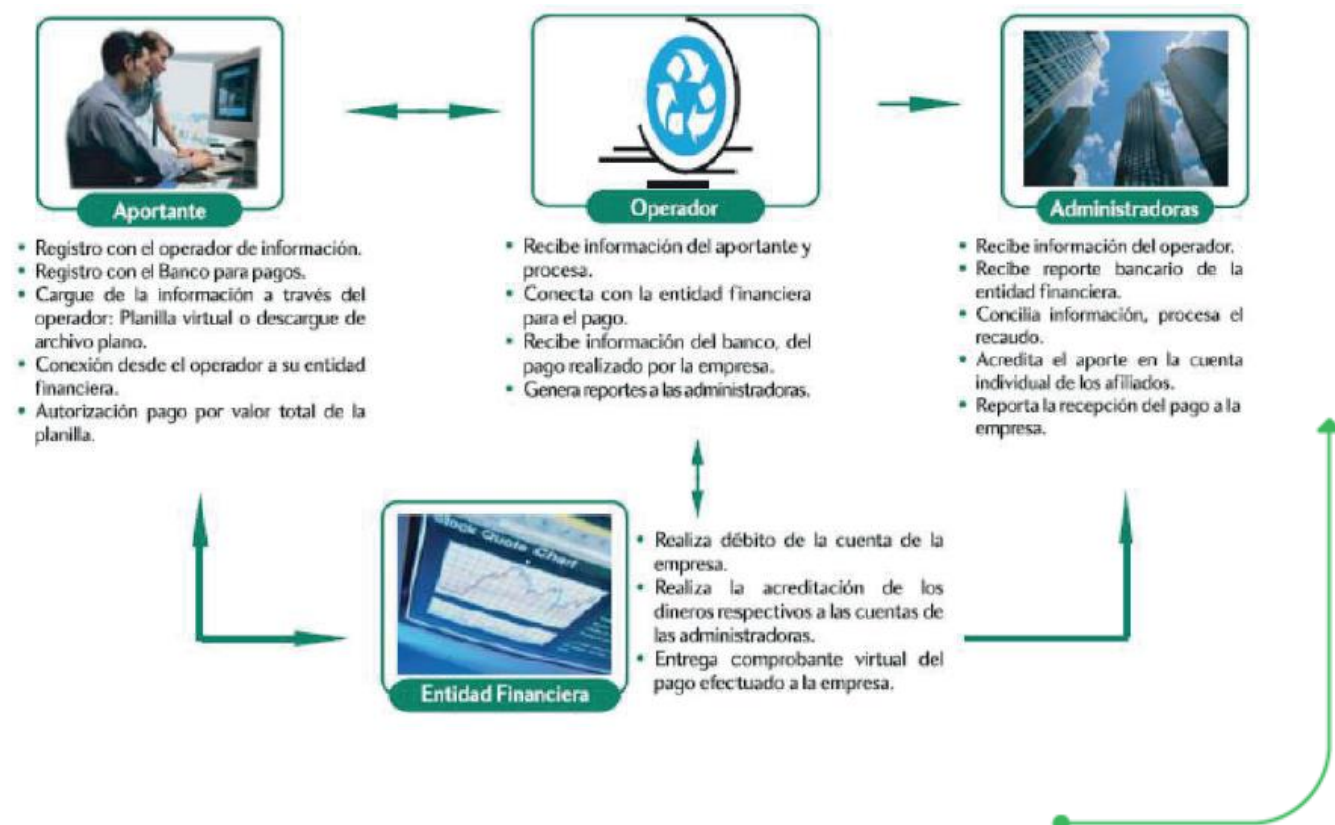 Aportante
• Registro con el operador de información.
• Registro con el Banco para pagos.
• Cargue de la información a través del
operador: Planilla virtual o descargue de
archivo plano.
• Conexión desde el operador a su entidad
financiera.
• Autorización pago por valor total de la
planilla.
Operador
• Recibe información del aportante y
procesa.
• Conecta con la entidad financiera
para el pago.
• Recibe información del banco, del
pago realizado por la empresa.
• Genera reportes a las administradoras.
Administradoras
• Recibe información del operador.
• Recibe reporte bancario de la
entidad financiera.
• Concilia información, procesa el
recaudo.
• Acredita el aporte en la cuenta
individual de los afiliados.
• Reporta la recepción del pago a la
empresa.
Stock Quote Chart
Entidad Financiera
• Realiza débito de la cuenta de la
empresa.
• Realiza la acreditación de los
dineros respectivos a las cuentas de
las administradoras.
• Entrega comprobante virtual del
pago efectuado a la empresa.